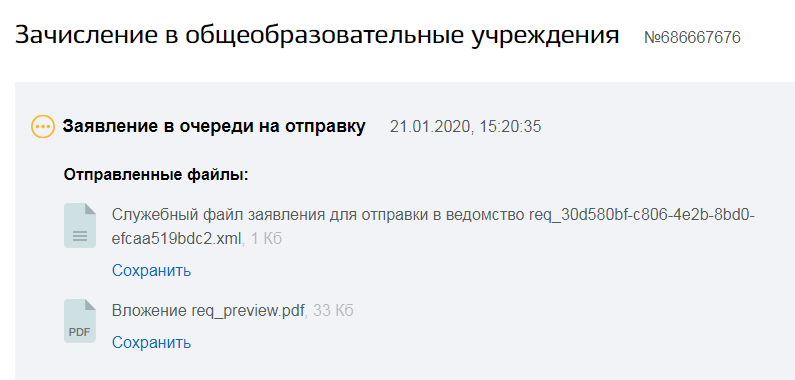 Зачисление в общеобразовательные учреждения №686667676
Заявление в очереди на отправку 21.01.2020, 15:20:35
Отправленные файлы:
Служебный файл заявления для отправки в ведомство req_30d580bf-c806-4e2b-8bd0-
efcaa519bdc2.xml, 1 Кб
Сохранить
Вложение req_preview.pdf, 33 Кб
PDF
Сохранить